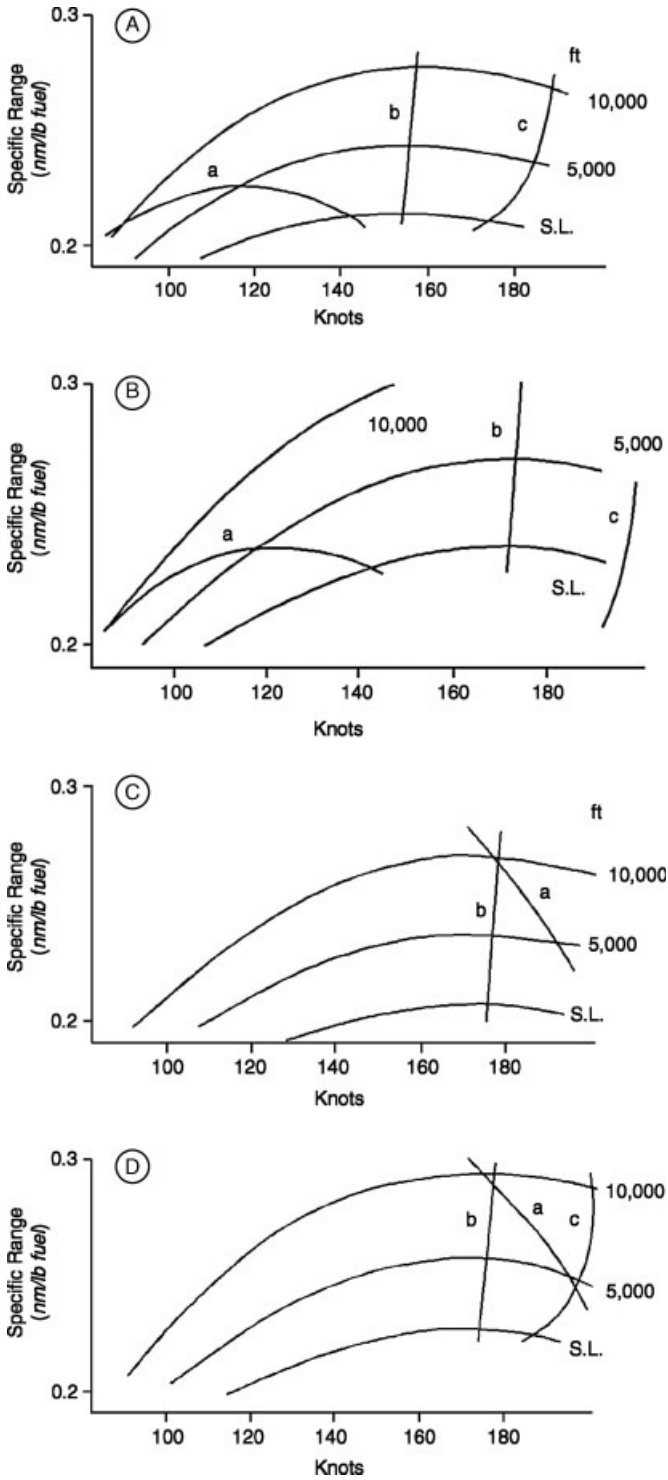 A
0.3
ft
10,000
b
c
a
5,000
S.L.
0.2
Specific Range
(nm/lb fuel)
100 120 140 160 180
Knots
B
0.3
10,000
b
5,000
a
c
S.L.
0.2
Specific Range
(nm/lb fuel)
100 120 140 160 180
Knots
C
0.3
ft
10,000
a
b
5,000
S.L.
0.2
Specific Range
(nm/lb fuel)
100 120 140 160 180
Knots
D
0.3
10,000
b
a
c
5,000
S.L.
0.2
Specific Range
(nm/lb fuel)
100 120 140 160 180
Knots